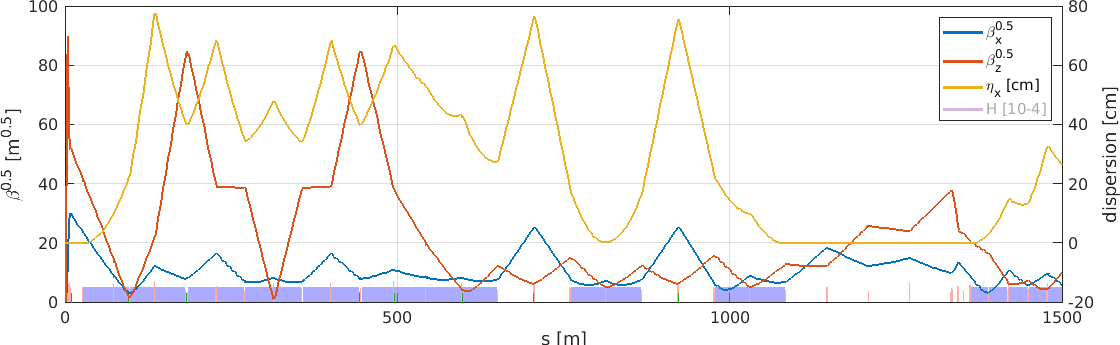 100
80
60
40
20
0
β^0.5 [m^0.5]
80
60
40
20
0
-20
dispersion [cm]
β_x^0.5
β_z^0.5
η_x [cm]
H [10-4]
0
500
1000
1500
s [m]